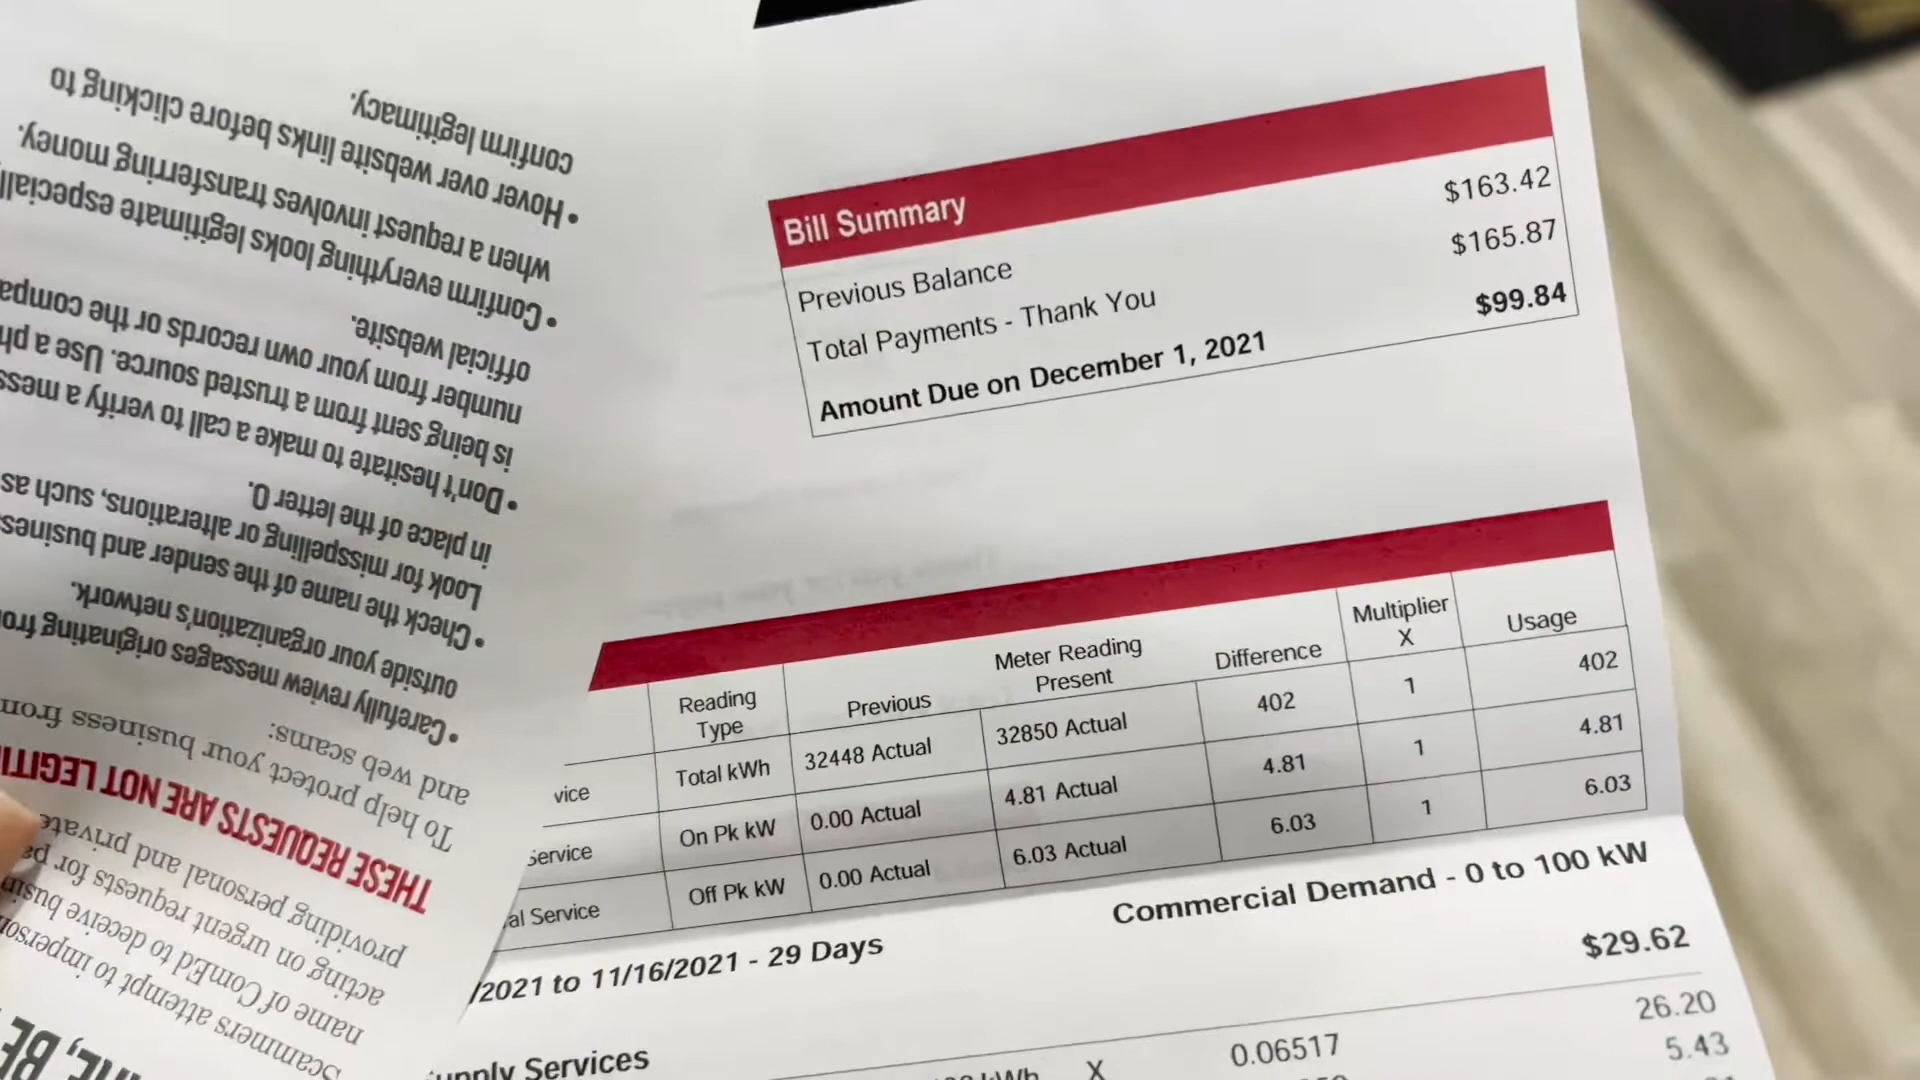 Bill Summary
Previous Balance $163.42
Total Payments - Thank You $165.87
Amount Due on December 1, 2021 $99.84
Reading Type Previous Meter Reading Present Difference Multiplier X Usage
vice Total kWh 32448 Actual 32850 Actual 402 1 402
Service On Pk kW 0.00 Actual 4.81 Actual 4.81 1 4.81
al Service Off Pk kW 0.00 Actual 6.03 Actual 6.03 1 6.03
/2021 to 11/16/2021 - 29 Days
Commercial Demand - 0 to 100 kW
$29.62
Supply Services
kWh X 0.06517 26.20
5.43
Scammers attempt to
name of ComEd to deceive
acting on urgent requests for
providing personal and private
THESE REQUESTS ARE NOT
To help protect your business from
and web scams:
• Carefully review messages originating
outside your organization's network.
• Check the name of the sender and
Look for misspelling or alterations, such as
in place of the letter O.
• Don't hesitate to make a call to verify a
is being sent from a trusted source. Use a
number from your own records or the
official website.
• Confirm everything looks legitimate
when a request involves transferring money.
• Hover over website links before clicking to
confirm legitimacy.